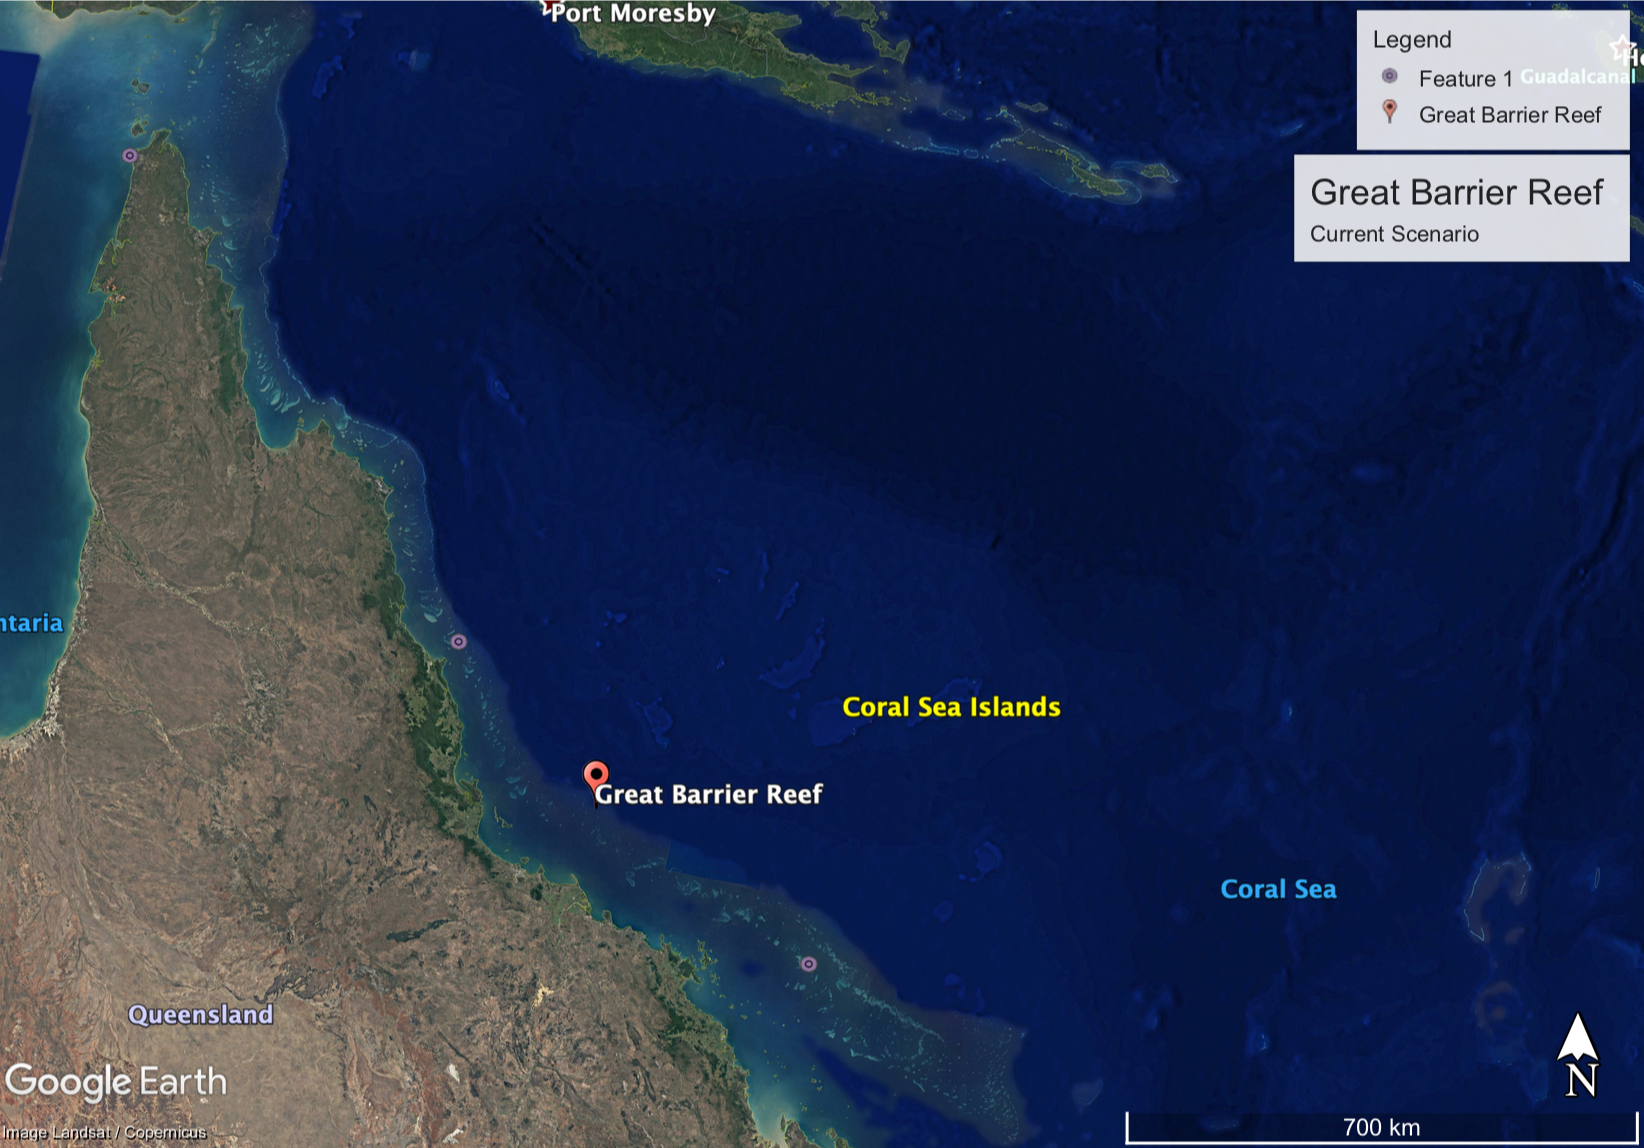 Port Moresby
Legend
Feature 1
Guadalcanal
Great Barrier Reef
Great Barrier Reef
Current Scenario
ntaria
Coral Sea Islands
Great Barrier Reef
Coral Sea
Queensland
Google Earth
N
Image Landsat / Copernicus
700 km